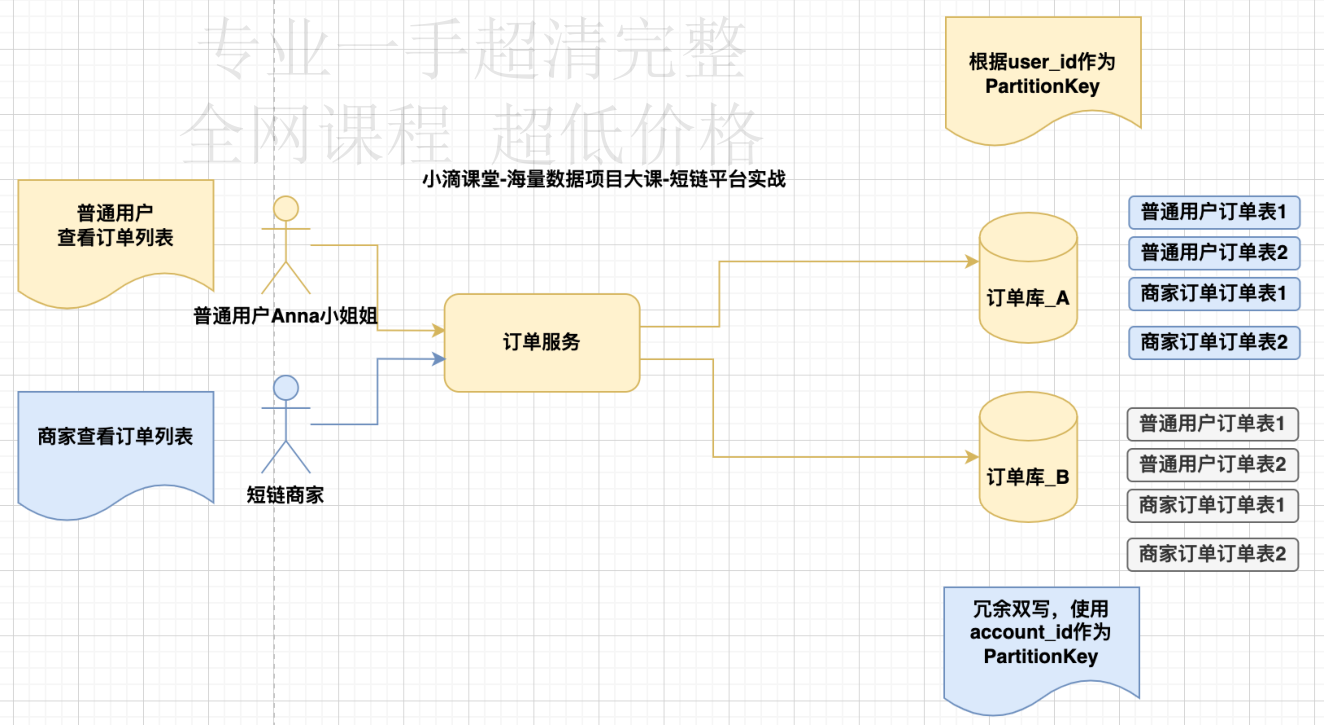 专业一手超清完整
全网课程 超低价格
根据user_id作为
PartitionKey
小滴课堂-海量数据项目大课-短链平台实战
普通用户
查看订单列表
普通用户Anna小姐姐
订单服务
订单库_A
普通用户订单表1
普通用户订单表2
商家订单订单表1
商家订单订单表2
商家查看订单列表
短链商家
订单库_B
普通用户订单表1
普通用户订单表2
商家订单订单表1
商家订单订单表2
冗余双写，使用
account_id作为
PartitionKey